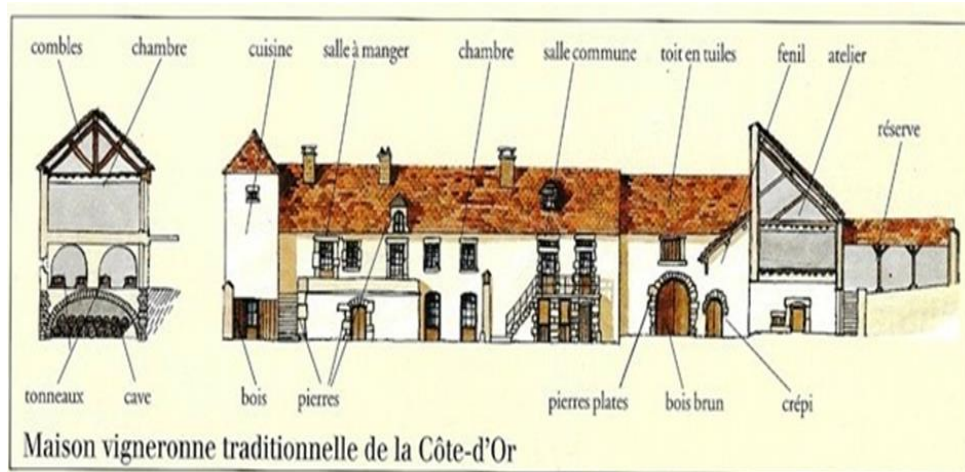 combles chambre cuisine salle à manger chambre salle commune toit en tuiles fenil atelier
réserve
tonneaux cave bois pierres pierres plates bois brun crépi
Maison vigneronne traditionnelle de la Côte-d'Or